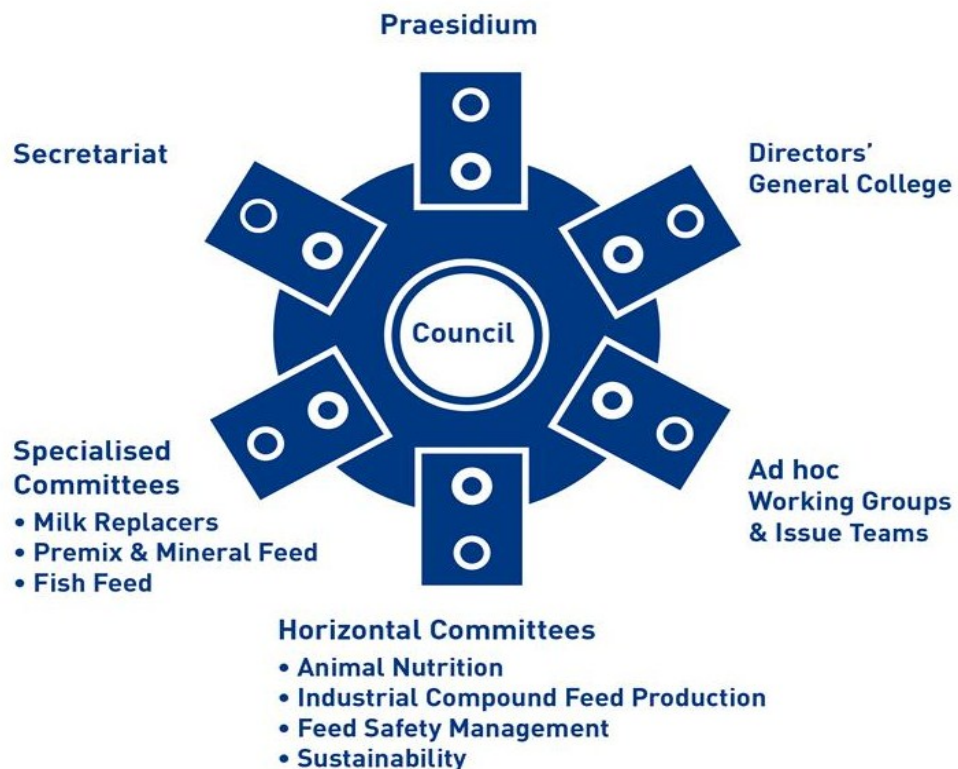 Praesidium
Secretariat
Directors'
General College
Council
Specialised
Committees
• Milk Replacers
• Premix & Mineral Feed
• Fish Feed
Ad hoc
Working Groups
& Issue Teams
Horizontal Committees
• Animal Nutrition
• Industrial Compound Feed Production
• Feed Safety Management
• Sustainability